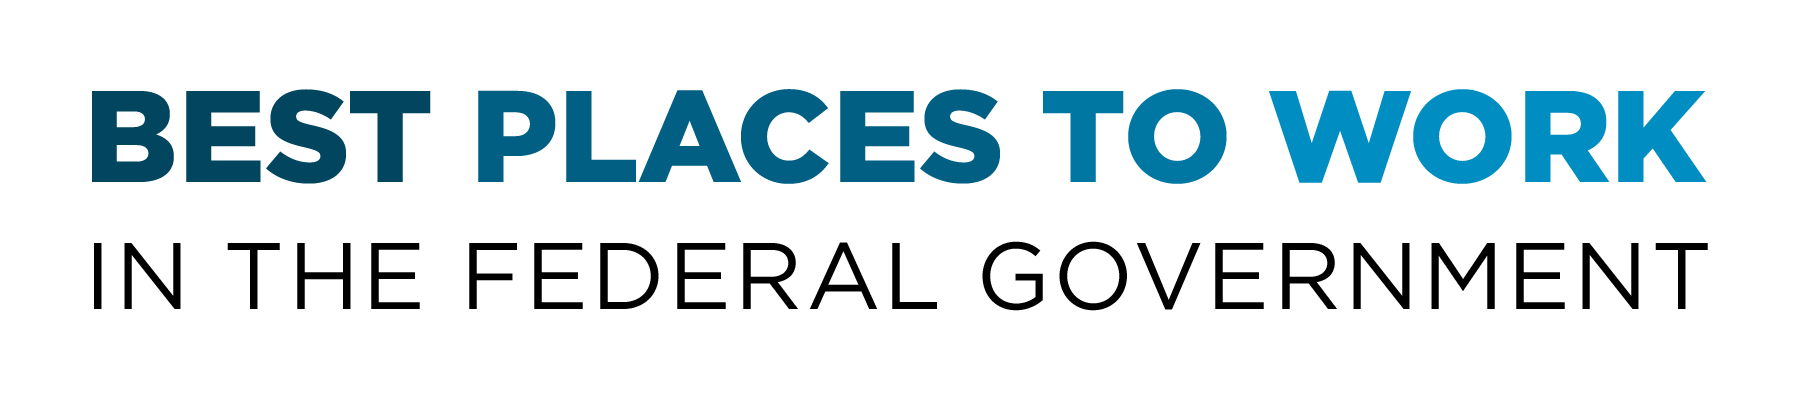 BEST PLACES TO WORK
IN THE FEDERAL GOVERNMENT